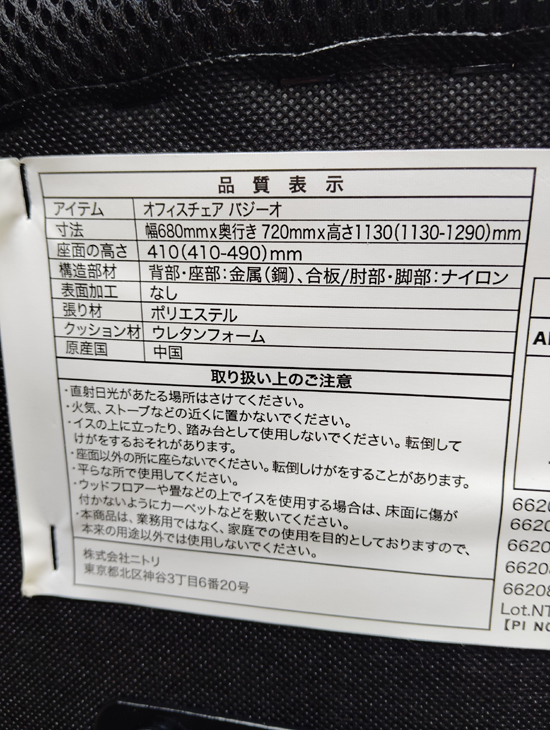 品質表示
アイテム オフィスチェア バジーオ
寸法 幅680mmx奥行き 720mmx高さ1130(1130-1290)mm
座面の高さ 410(410-490)mm
構造部材 背部・座部:金属(鋼)、合板/肘部・脚部:ナイロン
表面加工 なし
張り材 ポリエステル
クッション材 ウレタンフォーム
原産国 中国
取り扱い上のご注意
・直射日光があたる場所はさけてください。
・火気、ストーブなどの近くに置かないでください。
・イスの上に立ったり、踏み台として使用しないでください。転倒して
けがをするおそれがあります。
・座面以外の所に座らないでください。転倒しけがをすることがあります。
・平らな所で使用してください。
・ウッドフロアーや畳などの上でイスを使用する場合は、床面に傷が
付かないようにカーペットなどを敷いてください。
・本商品は、業務用ではなく、家庭での使用を目的としておりますので、
本来の用途以外では使用しないでください。
株式会社ニトリ
東京都北区神谷3丁目6番20号
6620
6620
6620
6620
6620
Lot.NT
【PI NO